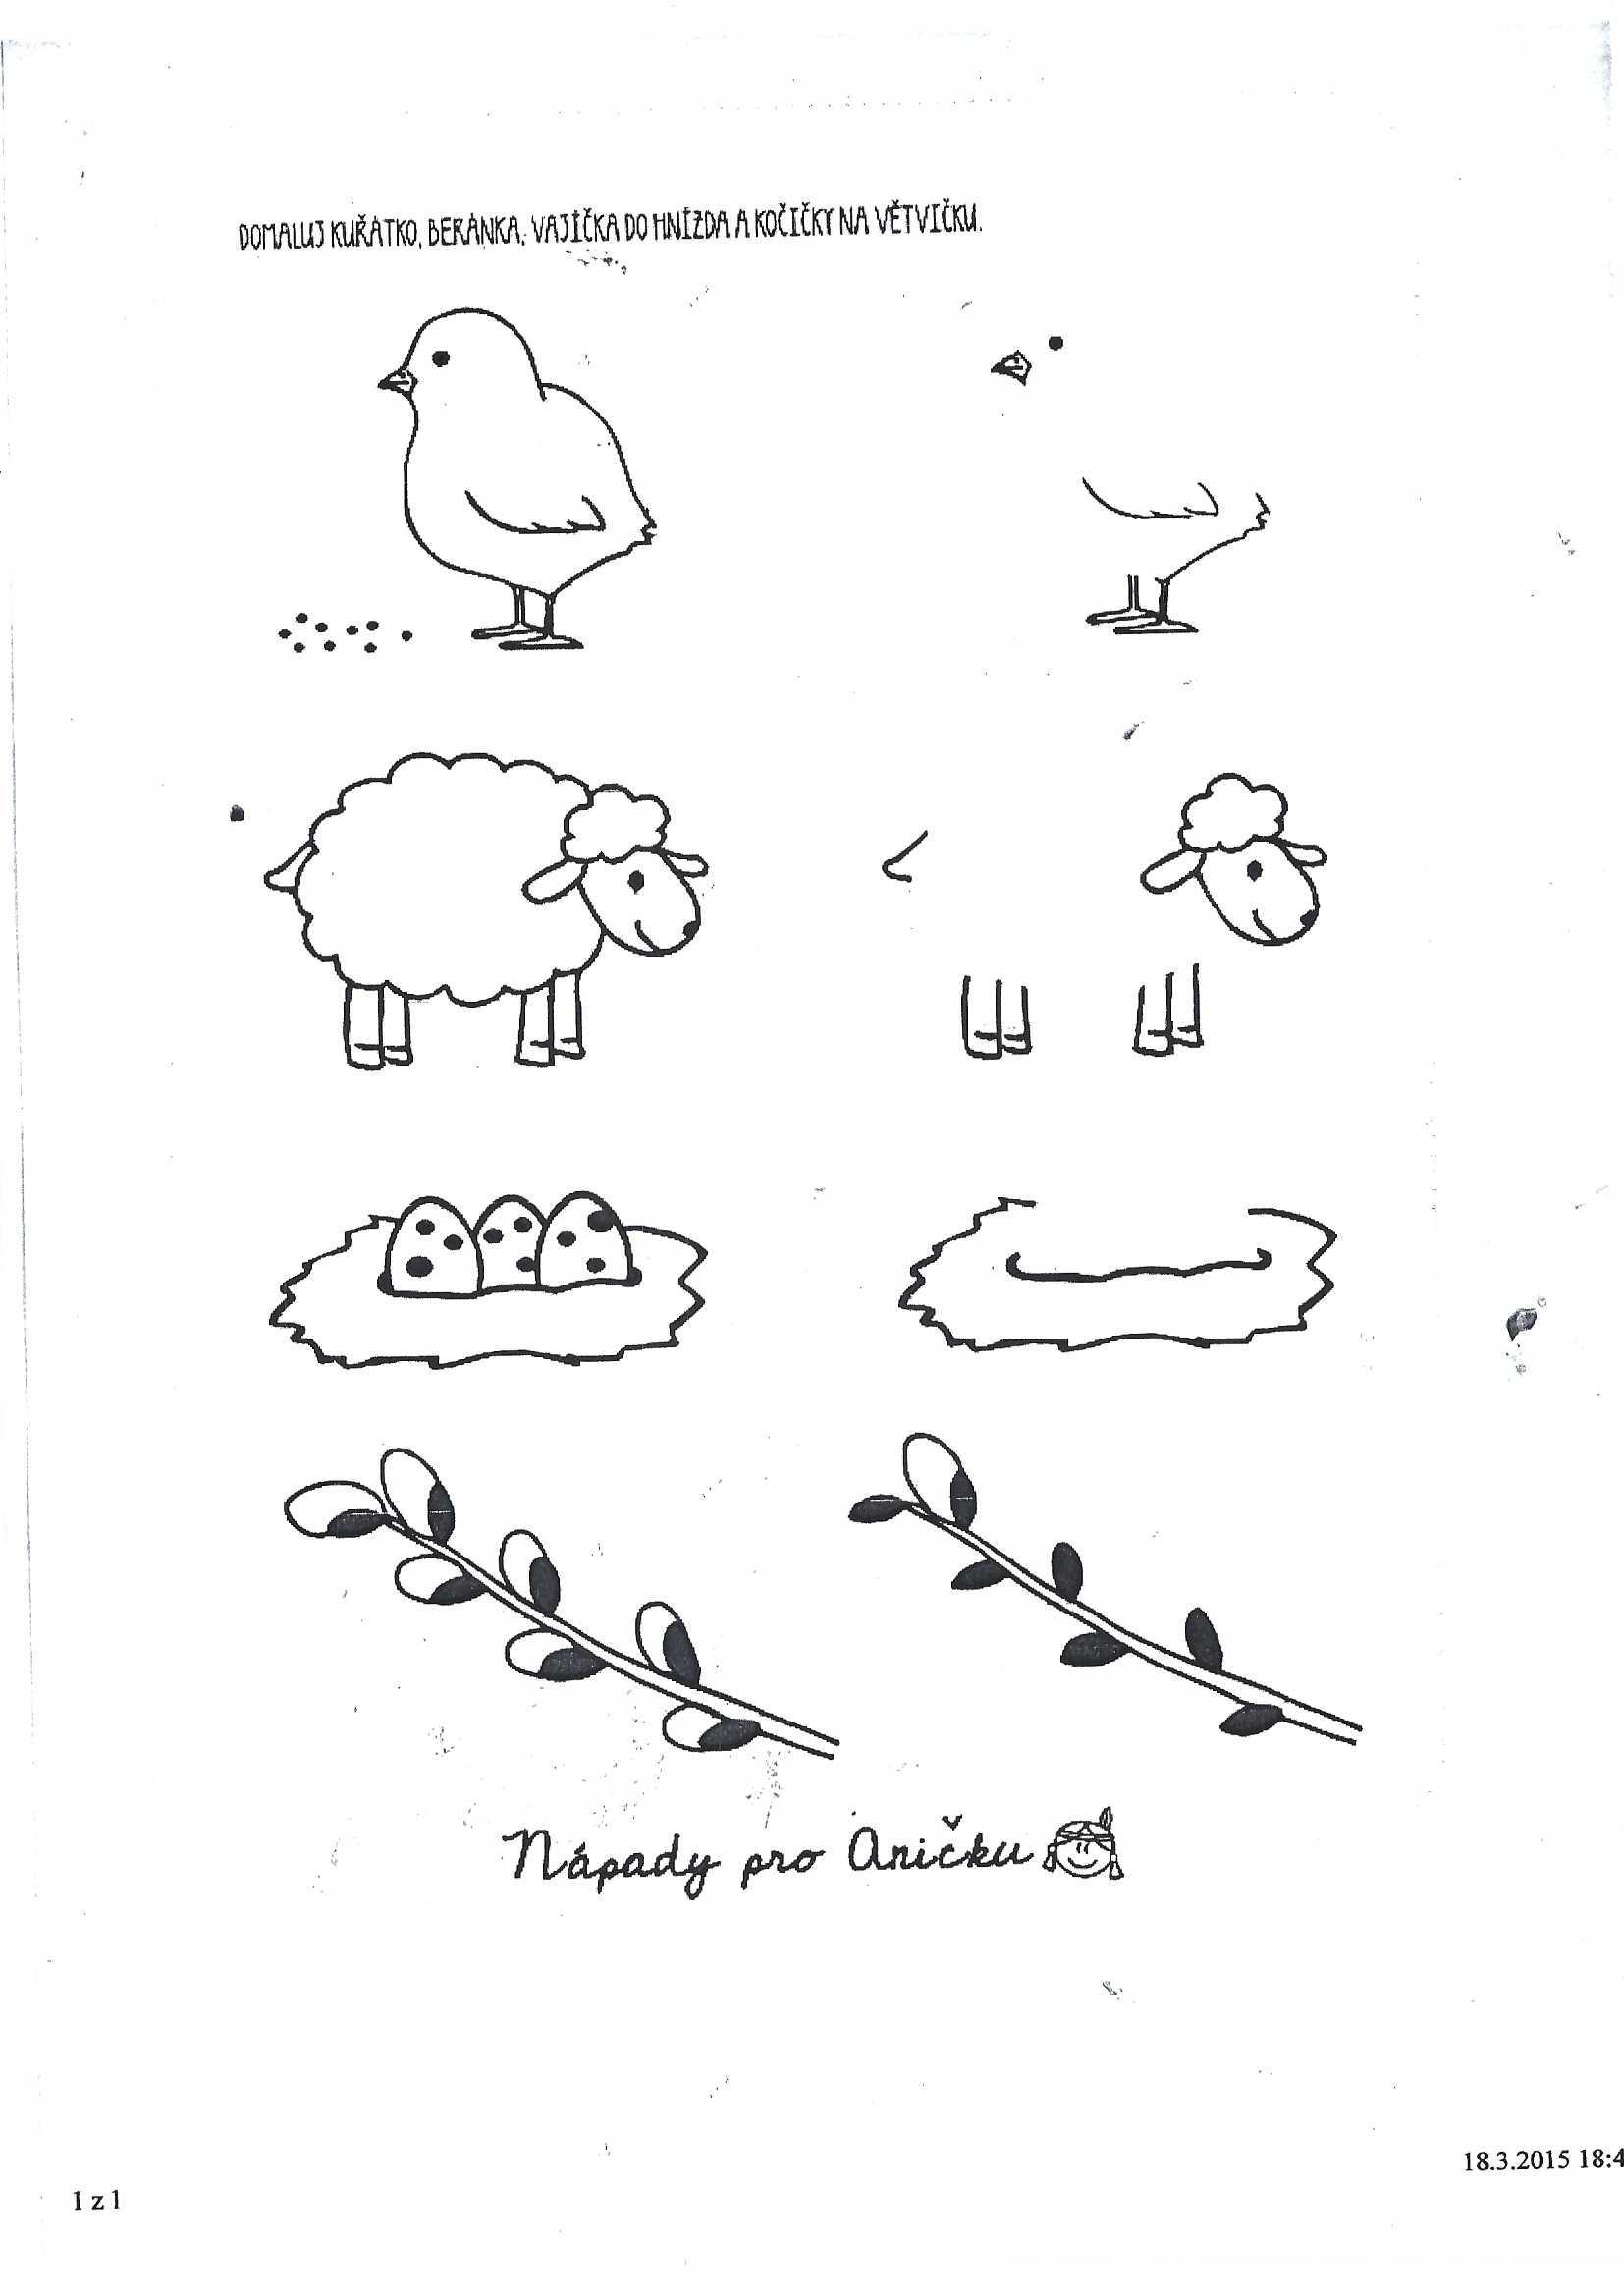 DOMALUJ KUŘÁTKO, BERÁNKA, VAJÍČKA DO HNÍZDA A KOČIČKY NA VĚTVIČKU.
Nápady pro Aničku
18.3.2015 18:4
1 z 1